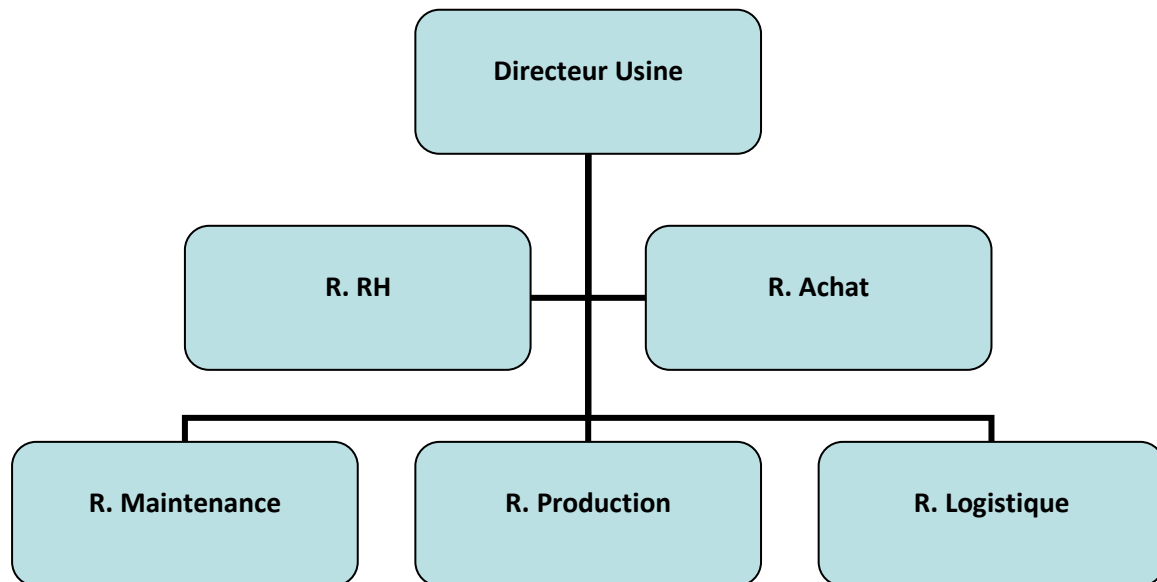 Directeur Usine
R. RH
R. Achat
R. Maintenance
R. Production
R. Logistique